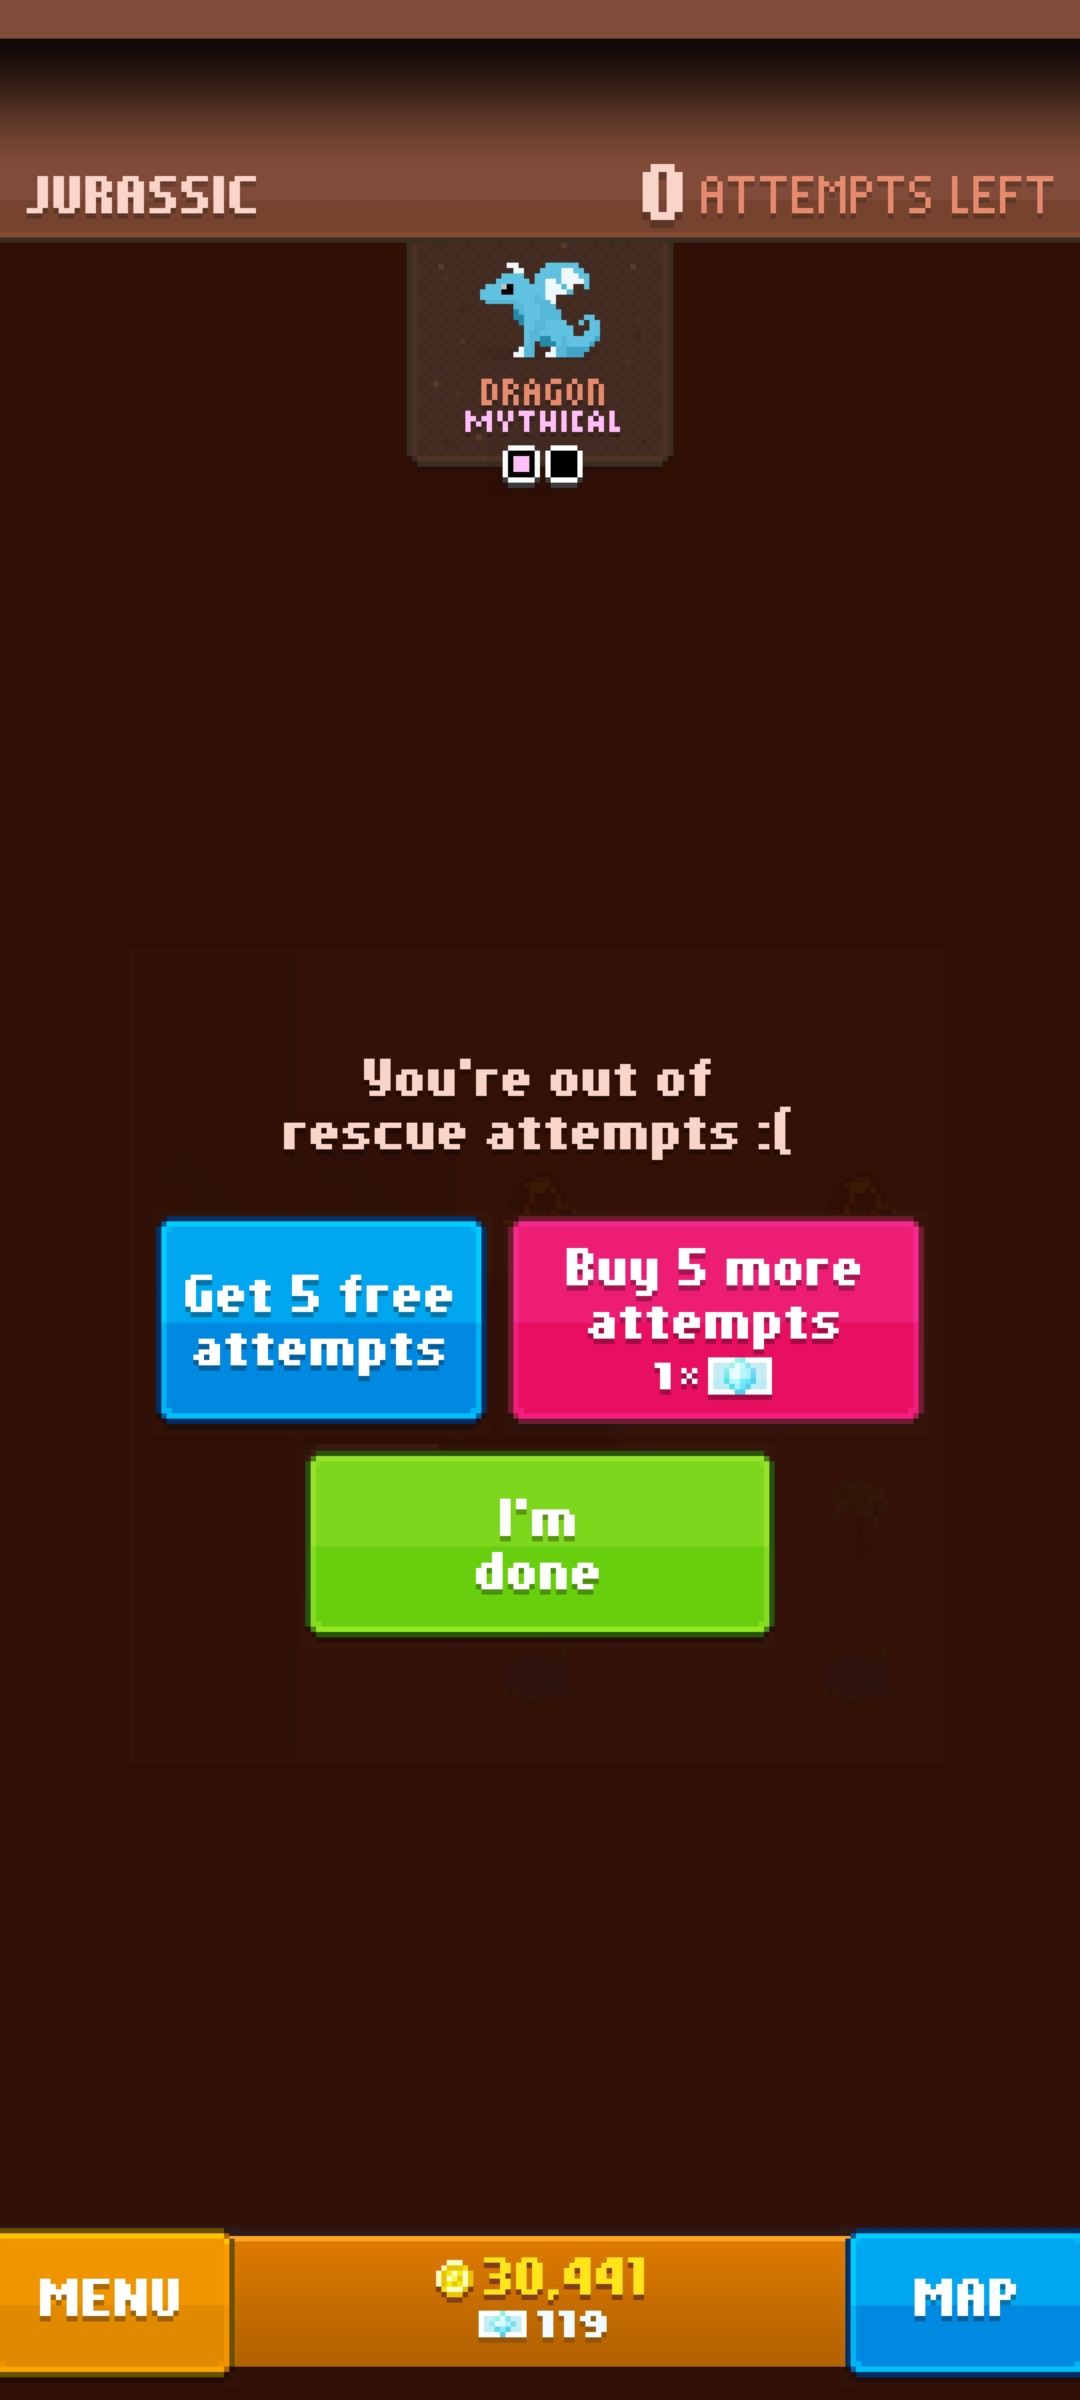 JURASSIC
0 ATTEMPTS LEFT
DRAGON
MYTHICAL
You're out of
rescue attempts :(
Get 5 free
attempts
Buy 5 more
attempts
1×
I'm
done
MENU
30,441
119
MAP